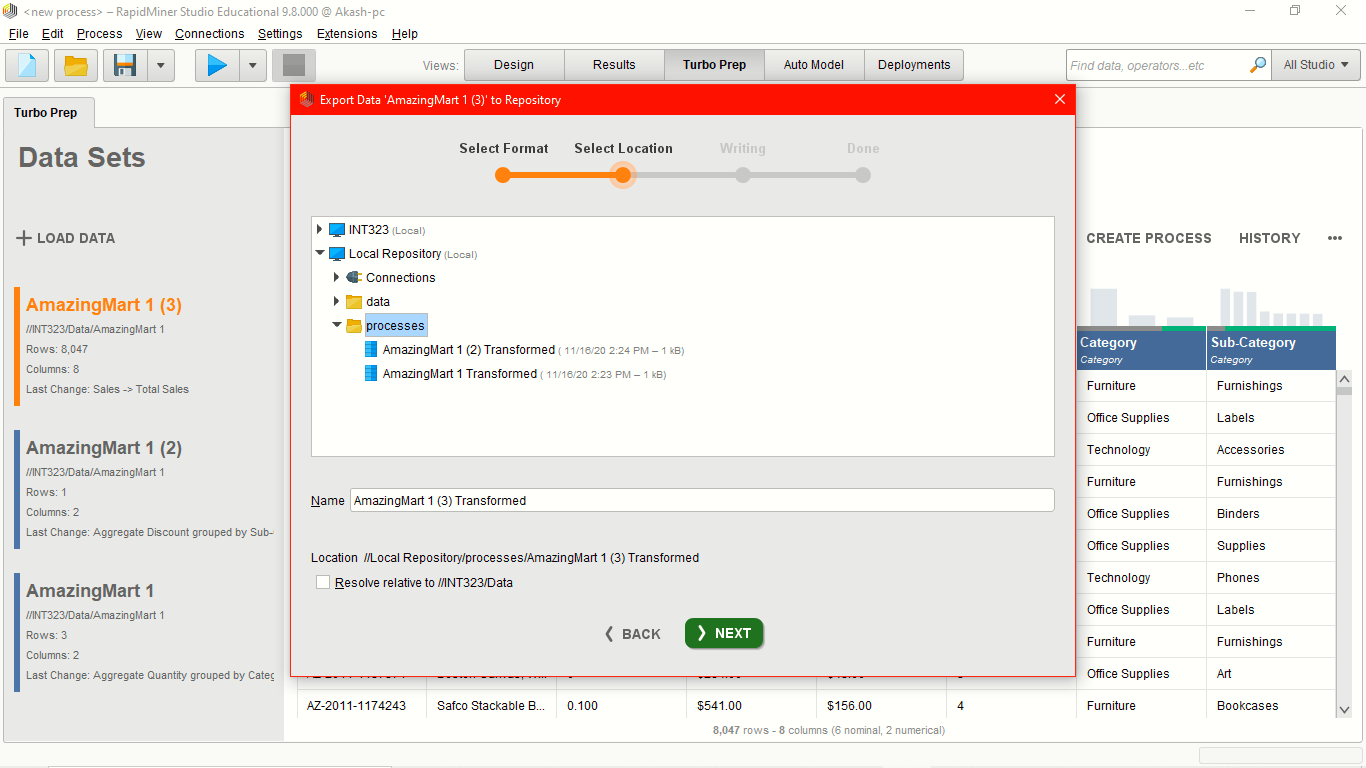 <new process> – RapidMiner Studio Educational 9.8.000 @ Akash-pc
File Edit Process View Connections Settings Extensions Help
Views: Design Results Turbo Prep Auto Model Deployments Find data, operators...etc All Studio
Turbo Prep
Data Sets
LOAD DATA
AmazingMart 1 (3)
//INT323/Data/AmazingMart 1
Rows: 8,047
Columns: 8
Last Change: Sales -> Total Sales
AmazingMart 1 (2)
//INT323/Data/AmazingMart 1
Rows: 1
Columns: 2
Last Change: Aggregate Discount grouped by Sub-
AmazingMart 1
//INT323/Data/AmazingMart 1
Rows: 3
Columns: 2
Last Change: Aggregate Quantity grouped by Categ
Export Data 'AmazingMart 1 (3)' to Repository
Select Format Select Location Writing Done
INT323 (Local)
Local Repository (Local)
Connections
data
processes
AmazingMart 1 (2) Transformed ( 11/16/20 2:24 PM – 1 kB)
AmazingMart 1 Transformed ( 11/16/20 2:23 PM – 1 kB)
Name AmazingMart 1 (3) Transformed
Location //Local Repository/processes/AmazingMart 1 (3) Transformed
Resolve relative to //INT323/Data
BACK NEXT
CREATE PROCESS HISTORY •••
Category Sub-Category
Category Category
Furniture Furnishings
Office Supplies Labels
Technology Accessories
Furniture Furnishings
Office Supplies Binders
Office Supplies Supplies
Technology Phones
Office Supplies Labels
Furniture Furnishings
Office Supplies Art
AZ-2011-1174243 Safco Stackable B... 0.100 $541.00 $156.00 4 Furniture Bookcases
8,047 rows - 8 columns (6 nominal, 2 numerical)